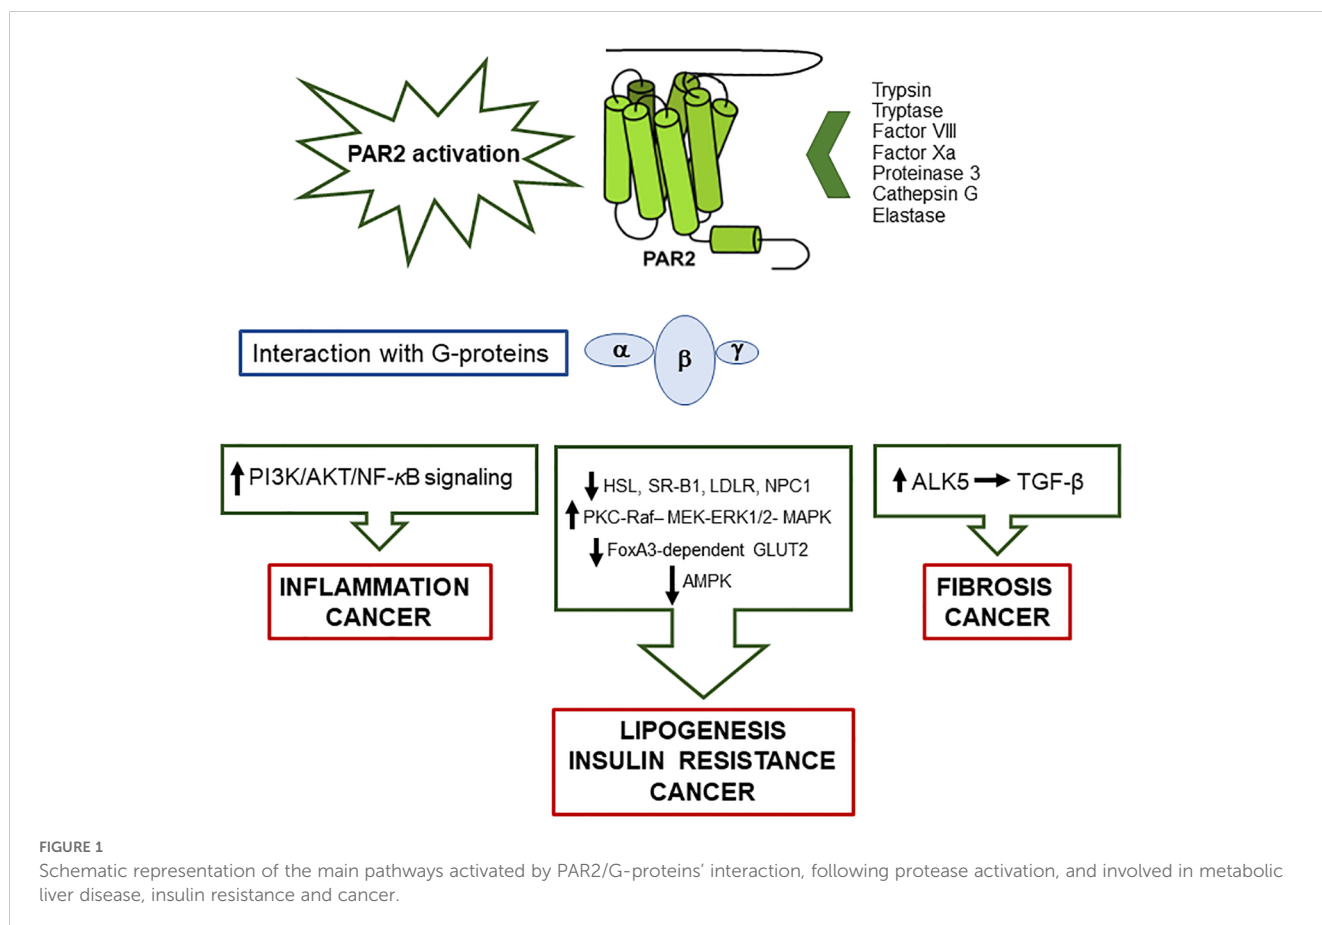 PAR2 activation
PAR2
Trypsin
Tryptase
Factor VIII
Factor Xa
Proteinase 3
Cathepsin G
Elastase
Interaction with G-proteins
α
β
γ
PI3K/AKT/NF-κB signaling
INFLAMMATION
CANCER
HSL, SR-B1, LDLR, NPC1
PKC-Raf– MEK-ERK1/2- MAPK
FoxA3-dependent GLUT2
AMPK
LIPOGENESIS
INSULIN RESISTANCE
CANCER
ALK5 TGF-β
FIBROSIS
CANCER
FIGURE 1
Schematic representation of the main pathways activated by PAR2/G-proteins’ interaction, following protease activation, and involved in metabolic
liver disease, insulin resistance and cancer.